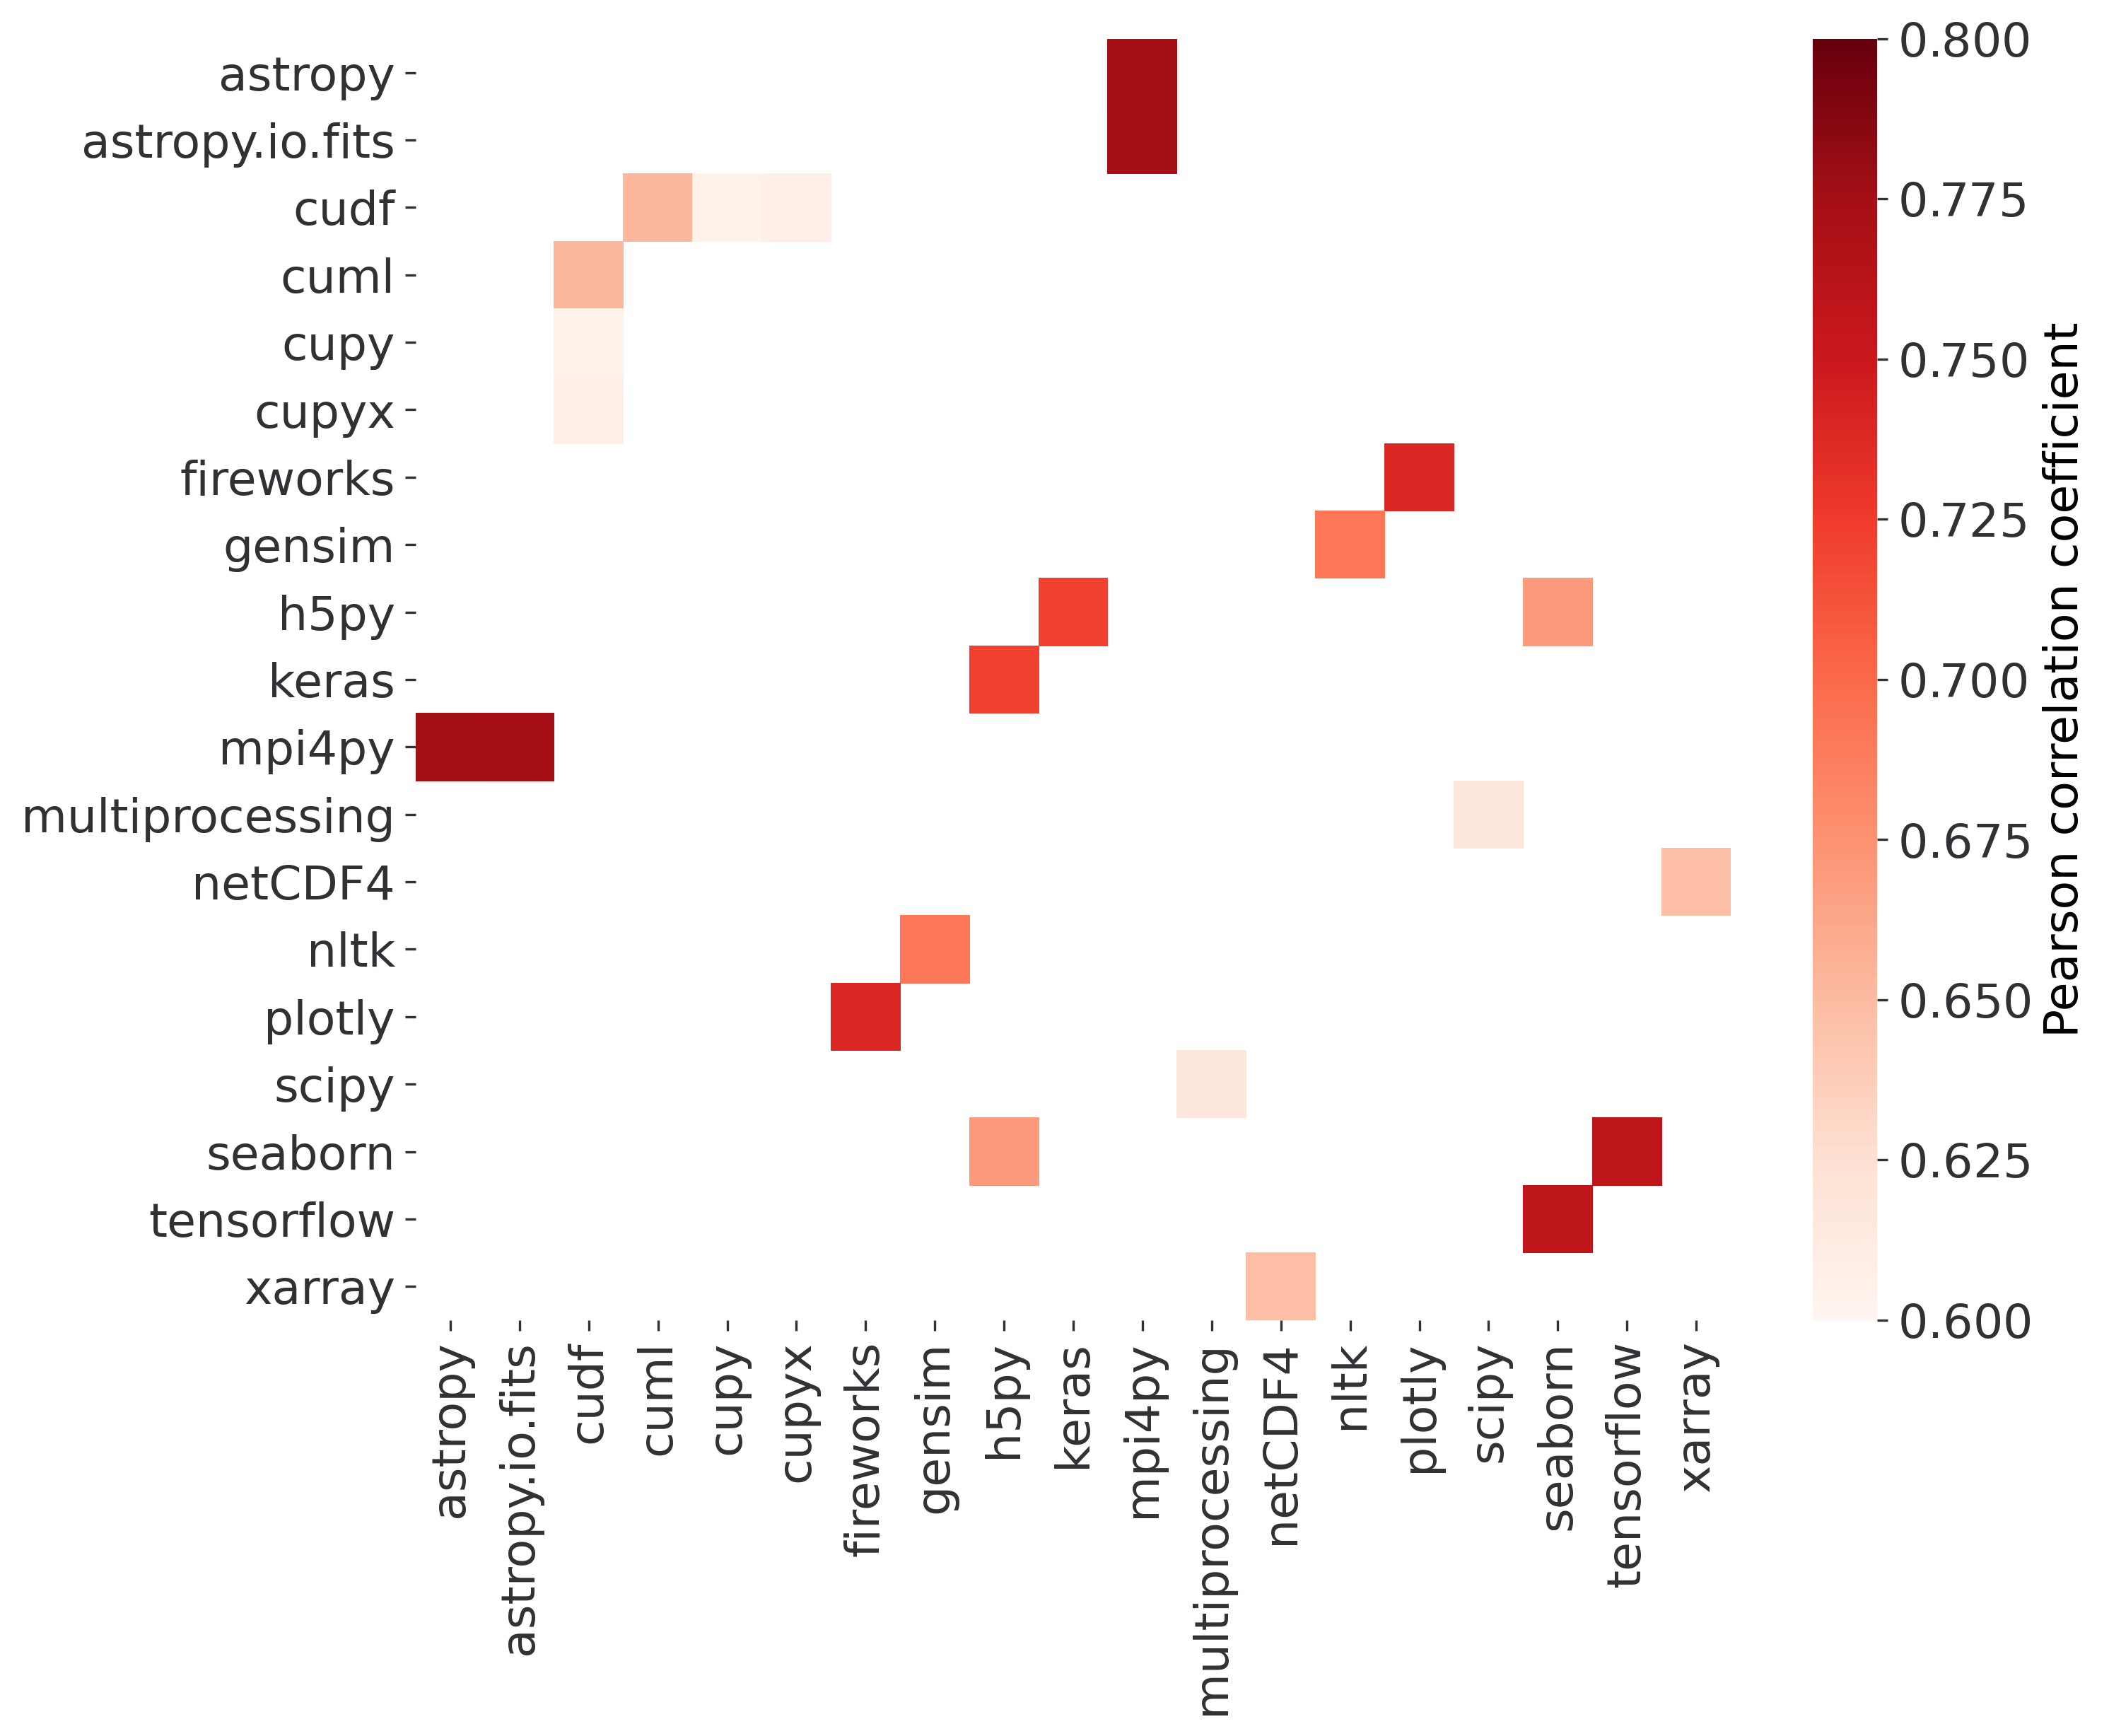 astropy
astropy.io.fits
cudf
cuml
cupy
cupyx
fireworks
gensim
h5py
keras
mpi4py
multiprocessing
netCDF4
nltk
plotly
scipy
seaborn
tensorflow
xarray
astropy
astropy.io.fits
cudf
cuml
cupy
cupyx
fireworks
gensim
h5py
keras
mpi4py
multiprocessing
netCDF4
nltk
plotly
scipy
seaborn
tensorflow
xarray
0.800
0.775
0.750
0.725
0.700
0.675
0.650
0.625
0.600
Pearson correlation coefficient